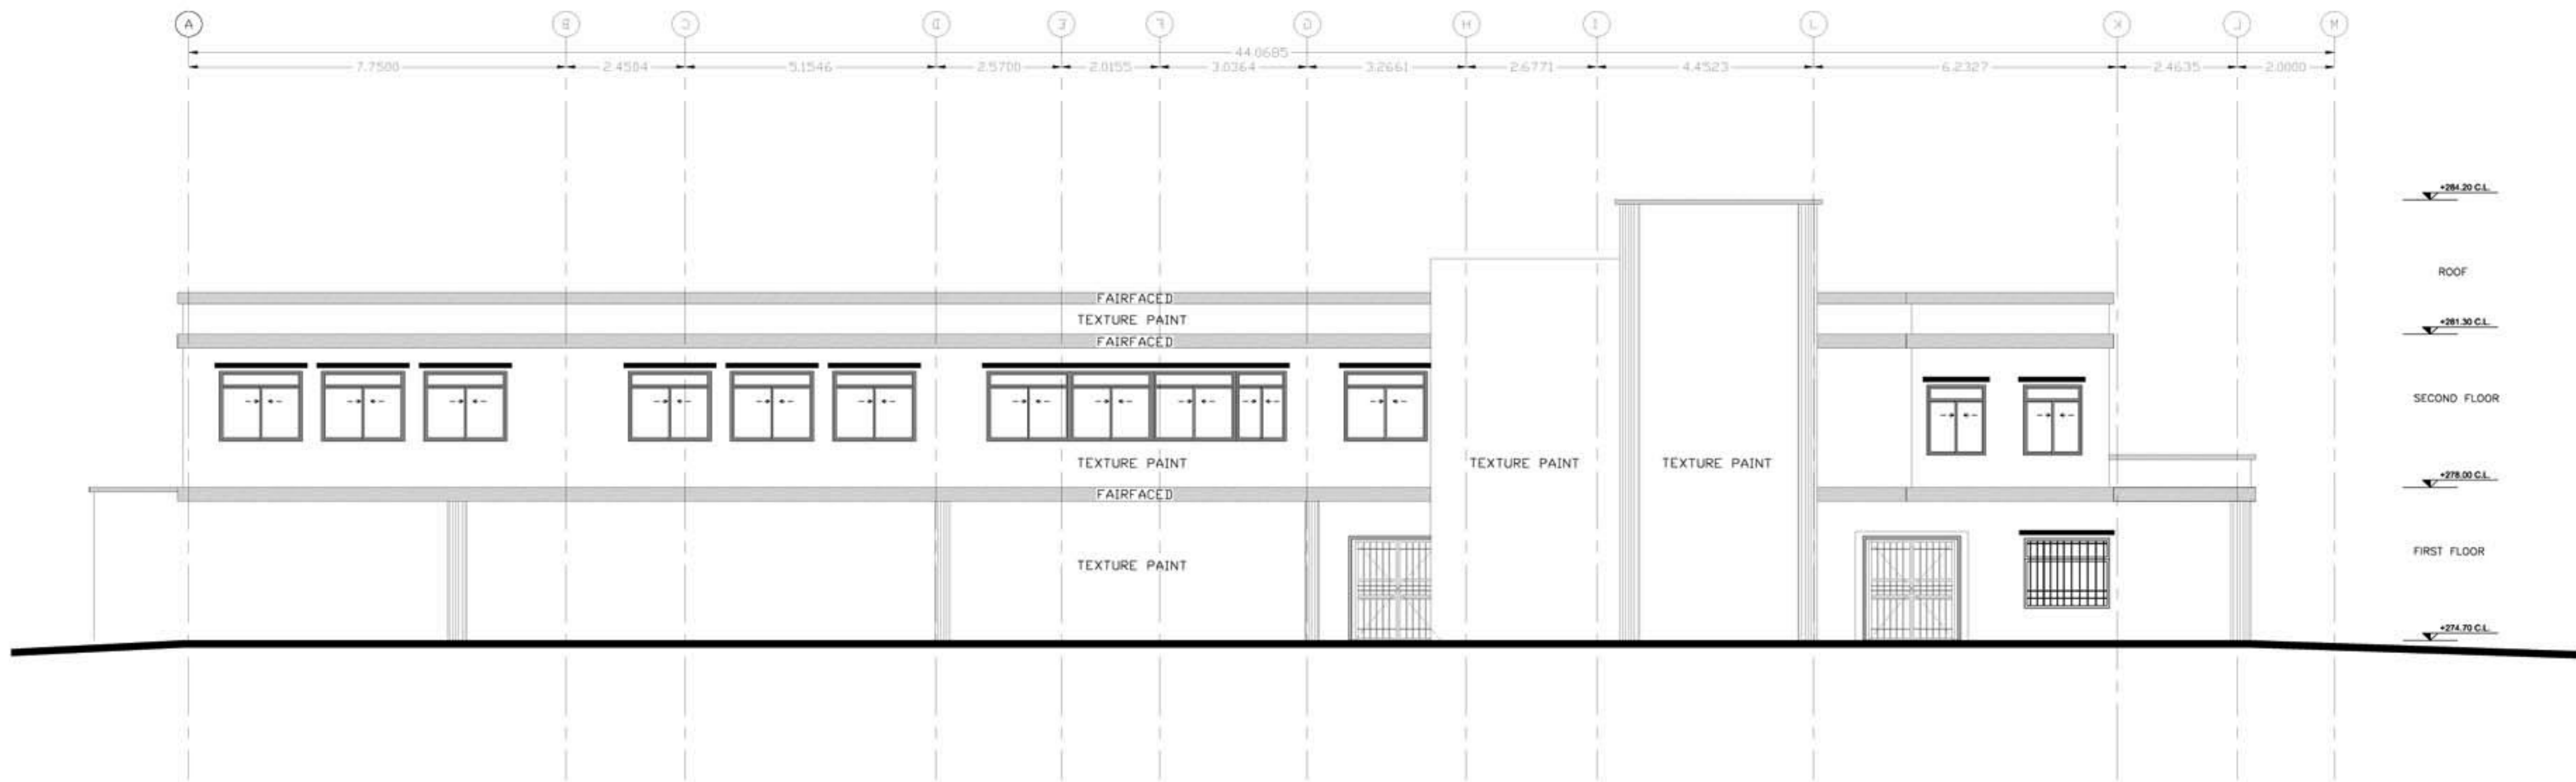 A B C D E F G H I J K L M
44.0685
7.7500 2.4504 5.1546 2.5700 2.0155 3.0364 3.2661 2.6771 4.4523 6.2327 2.4635 2.0000
+284.20 C.L.
ROOF
FAIRFACED
TEXTURE PAINT
+281.30 C.L.
FAIRFACED
SECOND FLOOR
TEXTURE PAINT TEXTURE PAINT TEXTURE PAINT
+278.00 C.L.
FAIRFACED
FIRST FLOOR
TEXTURE PAINT
+274.70 C.L.